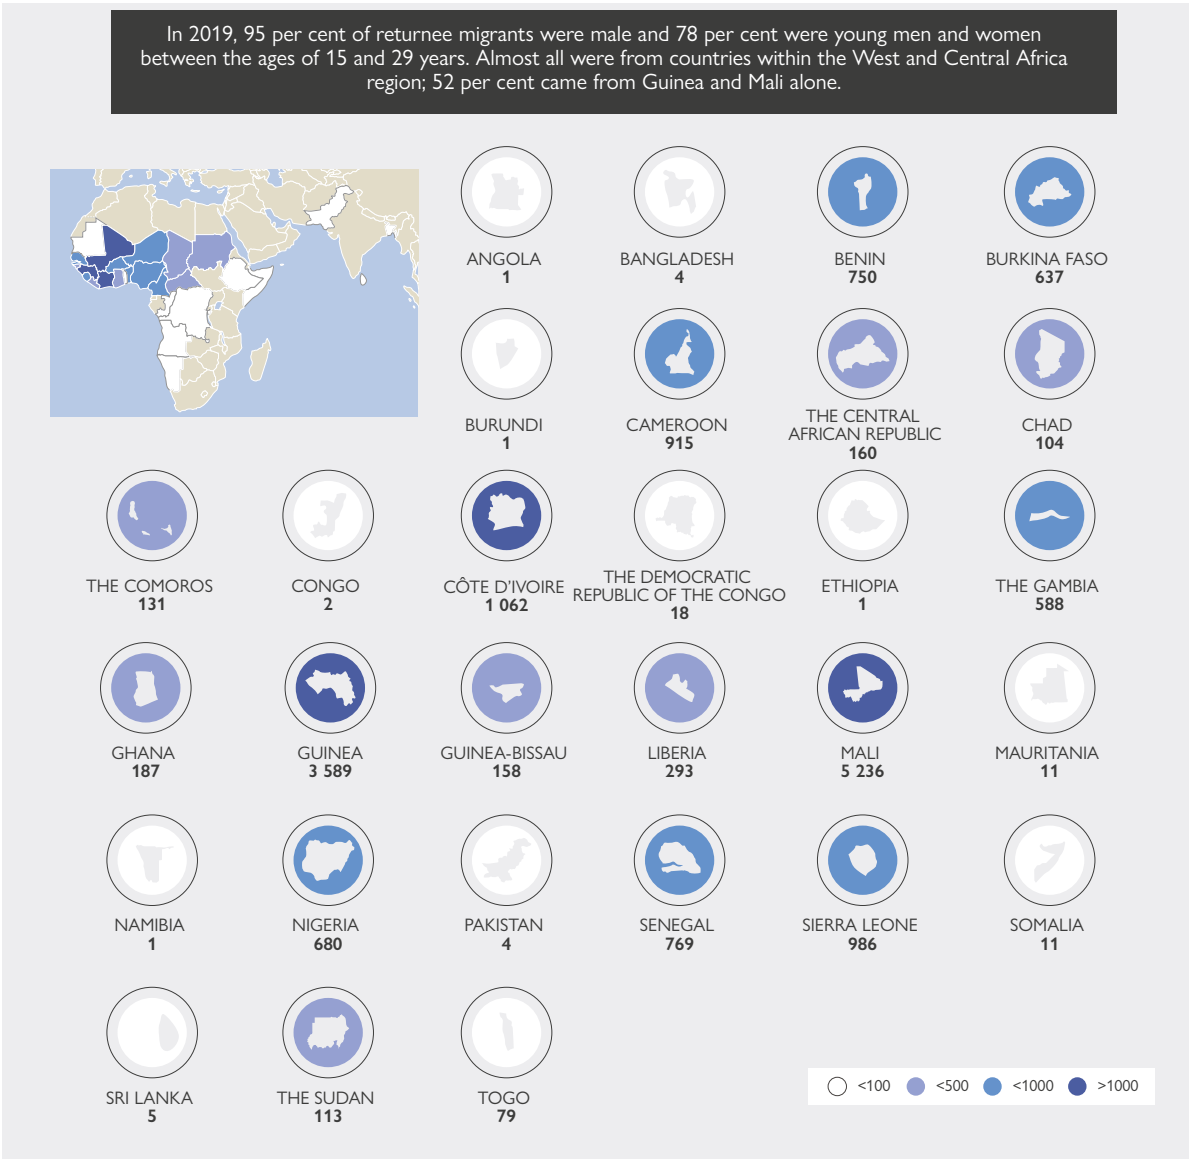 In 2019, 95 per cent of returnee migrants were male and 78 per cent were young men and women
between the ages of 15 and 29 years. Almost all were from countries within the West and Central Africa
region; 52 per cent came from Guinea and Mali alone.
ANGOLA
1
BANGLADESH
4
BENIN
750
BURKINA FASO
637
BURUNDI
1
CAMEROON
915
THE CENTRAL
AFRICAN REPUBLIC
160
CHAD
104
THE COMOROS
131
CONGO
2
CÔTE D'IVOIRE
1 062
THE DEMOCRATIC
REPUBLIC OF THE CONGO
18
ETHIOPIA
1
THE GAMBIA
588
GHANA
187
GUINEA
3 589
GUINEA-BISSAU
158
LIBERIA
293
MALI
5 236
MAURITANIA
11
NAMIBIA
1
NIGERIA
680
PAKISTAN
4
SENEGAL
769
SIERRA LEONE
986
SOMALIA
11
SRI LANKA
5
THE SUDAN
113
TOGO
79
<100 <500 <1000 >1000